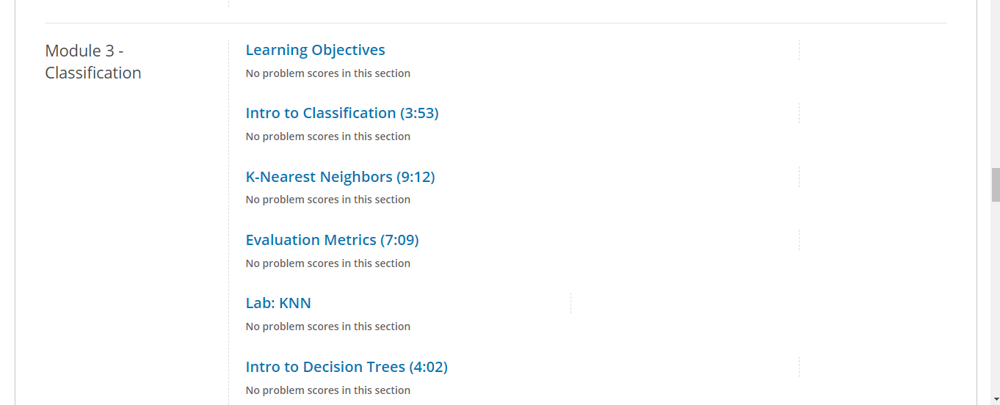 Module 3 -
Classification
Learning Objectives
No problem scores in this section
Intro to Classification (3:53)
No problem scores in this section
K-Nearest Neighbors (9:12)
No problem scores in this section
Evaluation Metrics (7:09)
No problem scores in this section
Lab: KNN
No problem scores in this section
Intro to Decision Trees (4:02)
No problem scores in this section